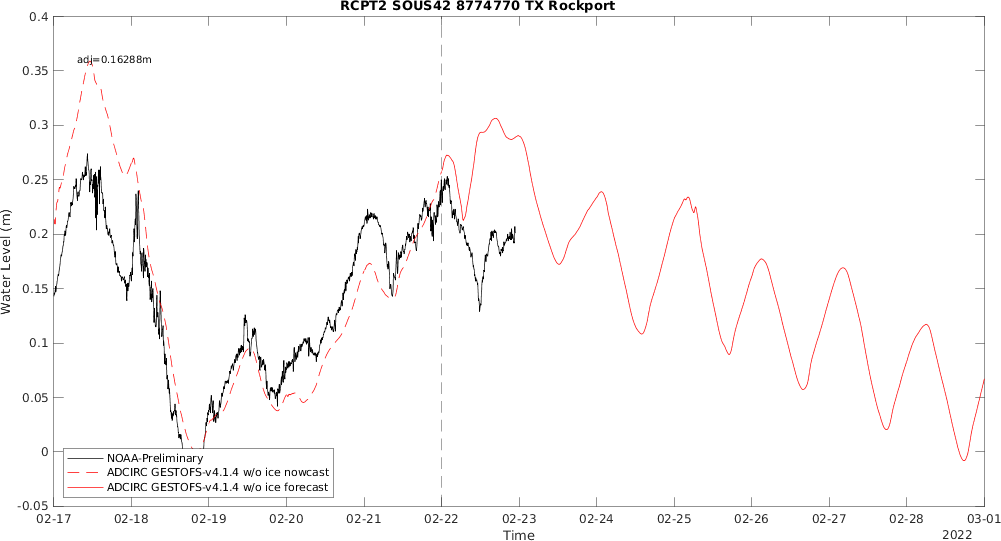 RCPT2 SOUS42 8774770 TX Rockport
0.4
0.35
0.3
0.25
0.2
0.15
0.1
0.05
0
-0.05
Water Level (m)
adj=0.16288m
NOAA-Preliminary
ADCIRC GESTOFS-v4.1.4 w/o ice nowcast
ADCIRC GESTOFS-v4.1.4 w/o ice forecast
02-17 02-18 02-19 02-20 02-21 02-22 02-23 02-24 02-25 02-26 02-27 02-28 03-01
Time
2022